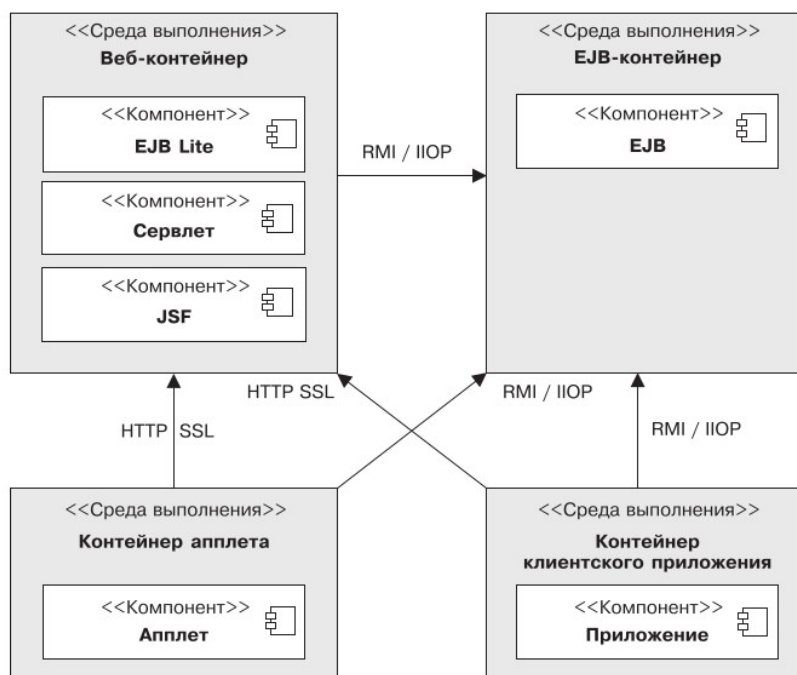 <<Среда выполнения>>
Веб-контейнер
<<Компонент>>
EJB Lite
<<Компонент>>
Сервлет
<<Компонент>>
JSF
RMI / IIOP
<<Среда выполнения>>
EJB-контейнер
<<Компонент>>
EJB
HTTP SSL
RMI / IIOP
HTTP SSL
RMI / IIOP
<<Среда выполнения>>
Контейнер апплета
<<Компонент>>
Апплет
<<Среда выполнения>>
Контейнер
клиентского приложения
<<Компонент>>
Приложение